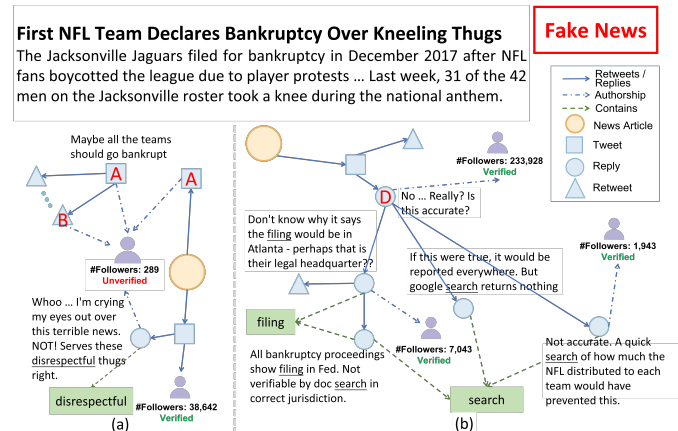 First NFL Team Declares Bankruptcy Over Kneeling Thugs
The Jacksonville Jaguars filed for bankruptcy in December 2017 after NFL
fans boycotted the league due to player protests ... Last week, 31 of the 42
men on the Jacksonville roster took a knee during the national anthem.
Fake News
Retweets /
Replies
Authorship
Contains
News Article
Tweet
Reply
Retweet
Maybe all the teams
should go bankrupt
A
A
B
#Followers: 289
Unverified
Whoo ... I'm crying
my eyes out over
this terrible news.
NOT! Serves these
disrespectful thugs
right.
disrespectful
#Followers: 38,642
Verified
(a)
#Followers: 233,928
Verified
D
No ... Really? Is
this accurate?
Don't know why it says
the filing would be in
Atlanta - perhaps that is
their legal headquarter??
If this were true, it would be
reported everywhere. But
google search returns nothing
#Followers: 1,943
Verified
filing
#Followers: 7,043
Verified
All bankruptcy proceedings
show filing in Fed. Not
verifiable by doc search in
correct jurisdiction.
Not accurate. A quick
search of how much the
NFL distributed to each
team would have
prevented this.
search
(b)